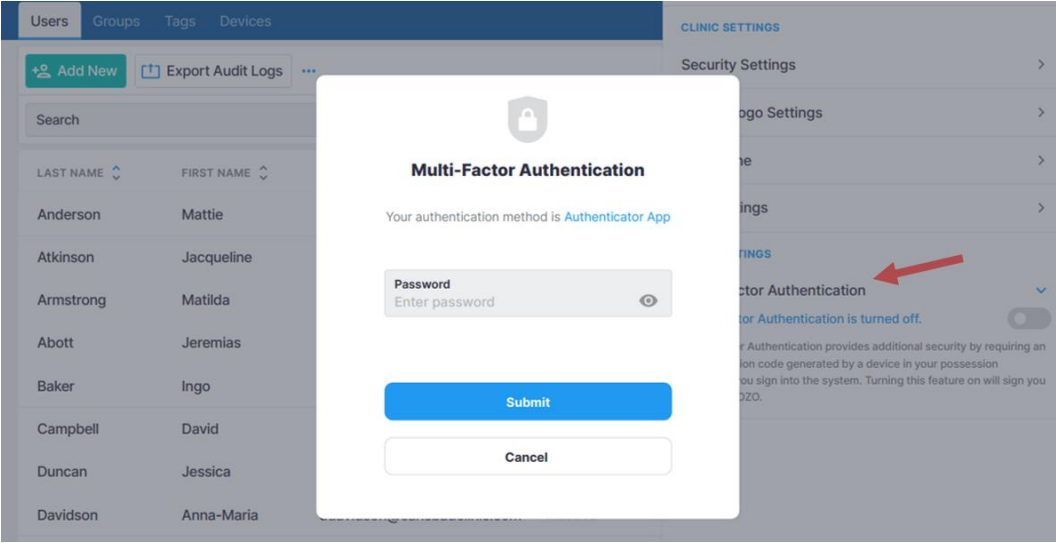 Users Groups Tags Devices
Add New Export Audit Logs ...
Search
LAST NAME FIRST NAME
Anderson Mattie
Atkinson Jacqueline
Armstrong Matilda
Abott Jeremias
Baker Ingo
Campbell David
Duncan Jessica
Davidson Anna-Maria
Multi-Factor Authentication
Your authentication method is Authenticator App
Password
Enter password
Submit
Cancel
CLINIC SETTINGS
Security Settings
ogo Settings
ne
ings
TINGS
ctor Authentication
tor Authentication is turned off.
r Authentication provides additional security by requiring an
ion code generated by a device in your possession
ou sign into the system. Turning this feature on will sign you
OZO.